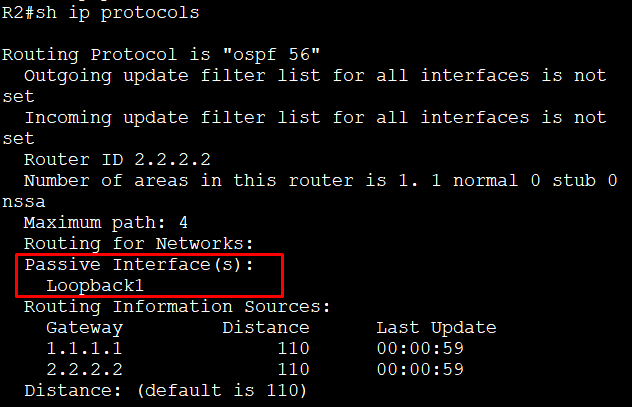 R2#sh ip protocols
Routing Protocol is "ospf 56"
Outgoing update filter list for all interfaces is not
set
Incoming update filter list for all interfaces is not
set
Router ID 2.2.2.2
Number of areas in this router is 1. 1 normal 0 stub 0
nssa
Maximum path: 4
Routing for Networks:
Passive Interface(s):
Loopback1
Routing Information Sources:
Gateway Distance Last Update
1.1.1.1 110 00:00:59
2.2.2.2 110 00:00:59
Distance: (default is 110)